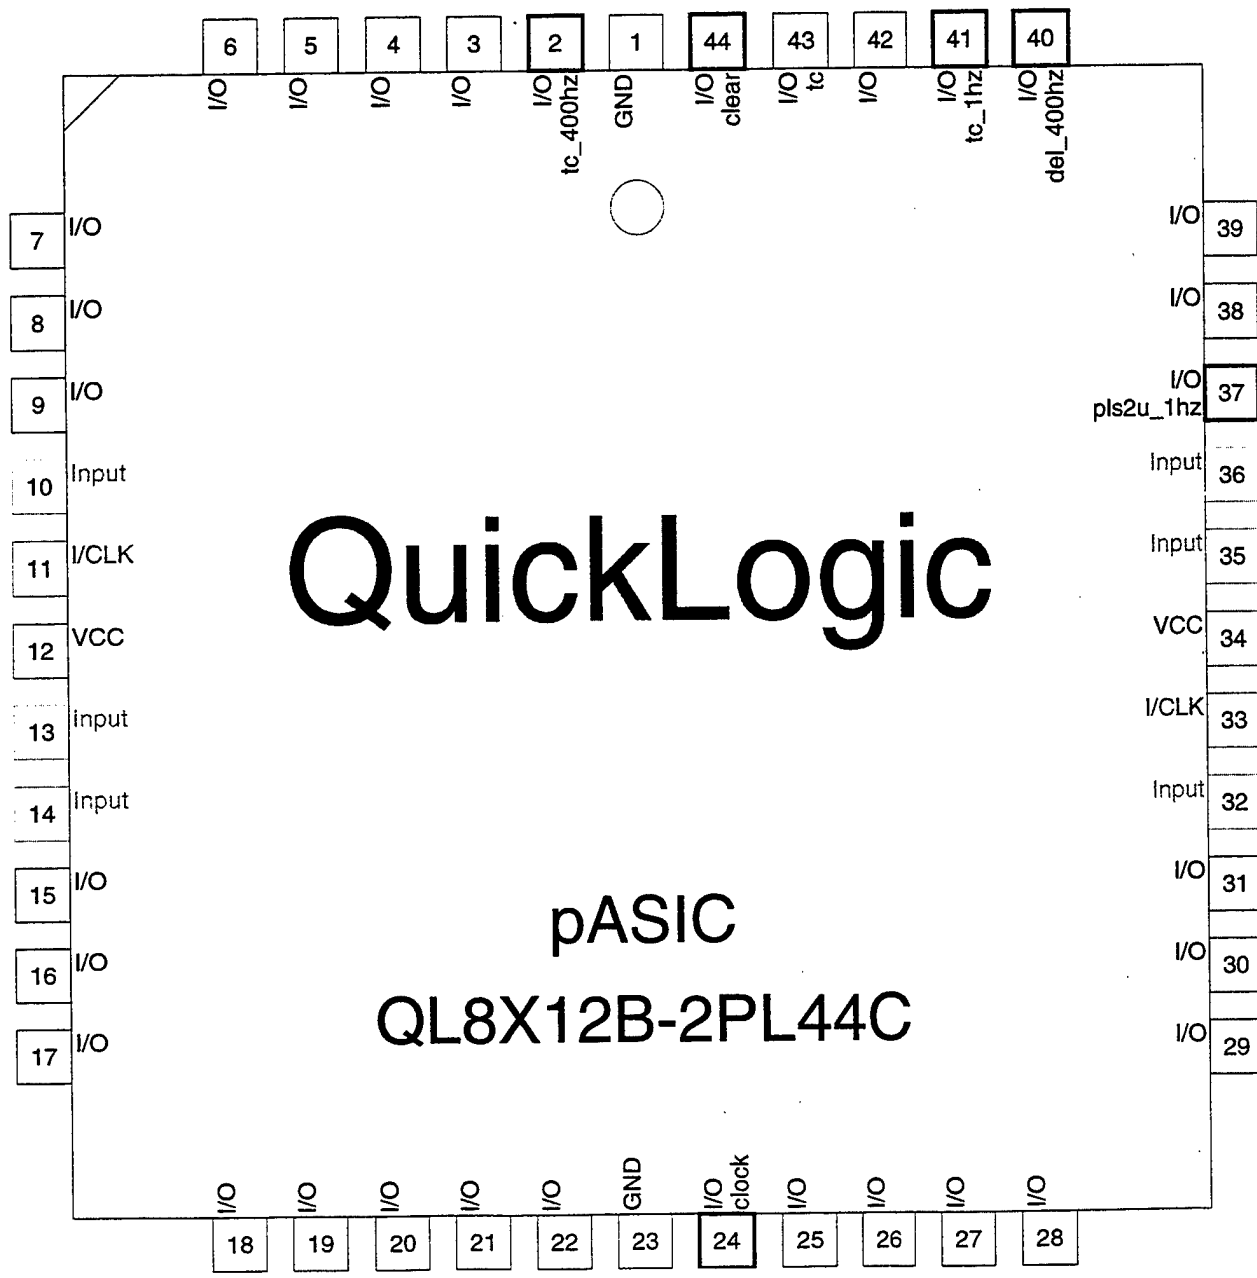 6 5 4 3 2 1 44 43 42 41 40
I/O
I/O
I/O
I/O
I/O
tc_400hz
GND
I/O
clear
I/O
tc
I/O
I/O
tc_1hz
I/O
del_400hz
7 I/O
8 I/O
9 I/O
10 Input
11 I/CLK
12 VCC
13 input
14 Input
15 I/O
16 I/O
17 I/O
I/O 39
I/O 38
I/O 37
pls2u_1hz
Input 36
Input 35
VCC 34
I/CLK 33
Input 32
I/O 31
I/O 30
I/O 29
QuickLogic
pASIC
QL8X12B-2PL44C
I/O
I/O
I/O
I/O
I/O
GND
I/O
clock
I/O
I/O
I/O
I/O
18 19 20 21 22 23 24 25 26 27 28